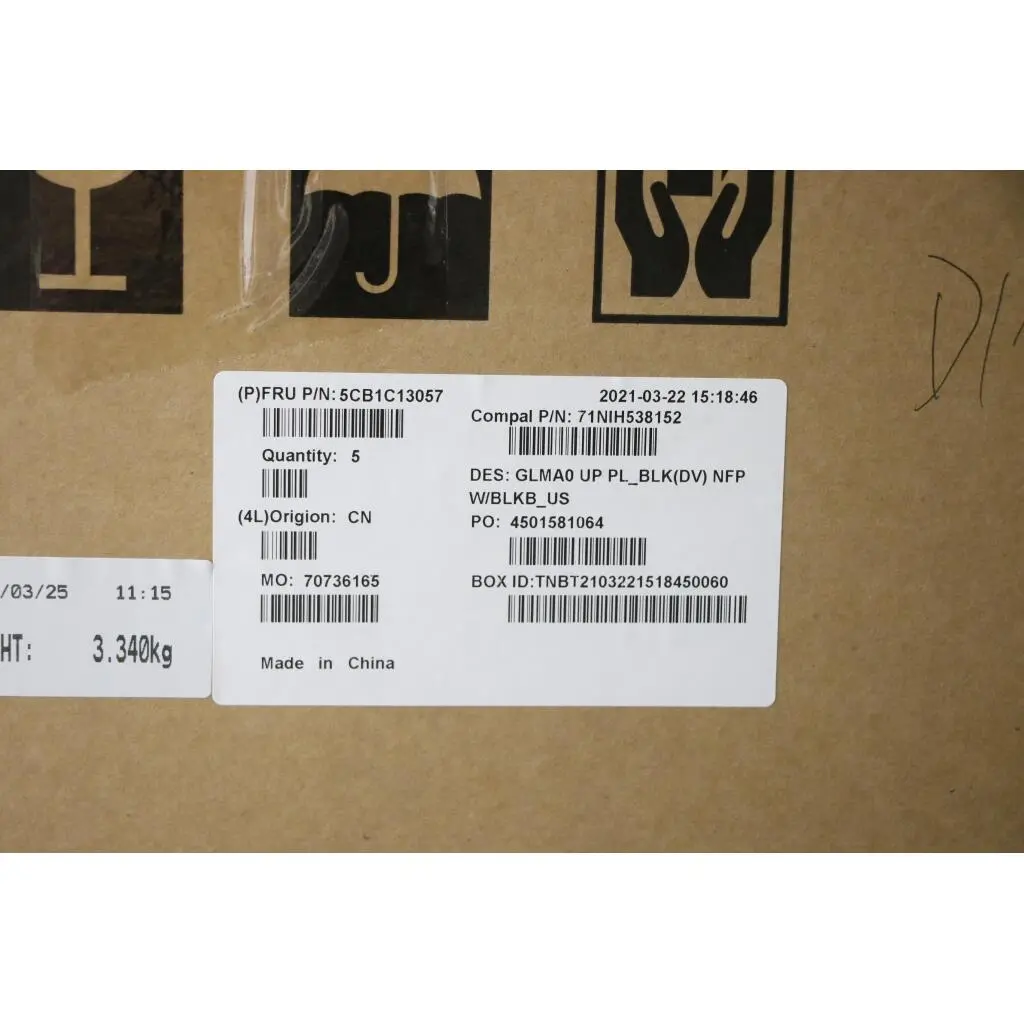 (P)FRU P/N: 5CB1C13057
2021-03-22 15:18:46
Compal P/N: 71NIH538152
Quantity: 5
DES: GLMA0 UP PL_BLK(DV) NFP
W/BLKB_US
(4L)Origion: CN
PO: 4501581064
MO: 70736165
BOX ID:TNBT2103221518450060
Made in China
/03/25 11:15
HT: 3.340kg